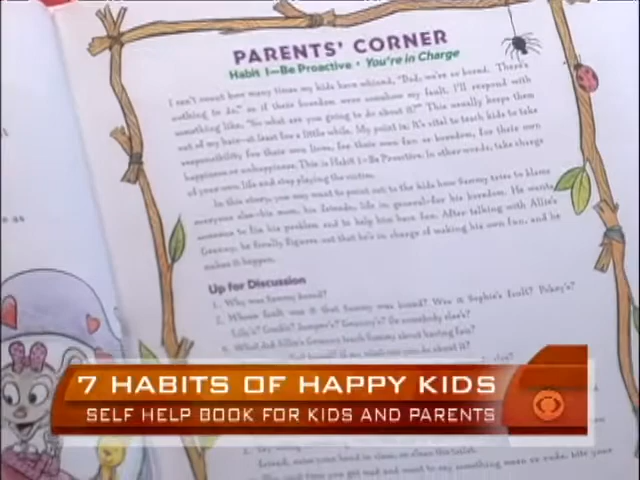 PARENTS' CORNER
Habit 1—Be Proactive • You're in Charge
I can't count how many times my kids have whined, "Dad, we're so bored. There's
nothing to do," as if their boredom were somehow my fault. I'll respond with
something like, "So what are you going to do about it?" This usually keeps them
out of my hair—at least for a little while. My point is: It's vital to teach kids to take
responsibility for their own lives, for their own fun or boredom, for their own
happiness or unhappiness. This is Habit 1—Be Proactive. In other words, take charge
of your own life and stop playing the victim.
In this story, you may want to point out to the kids how Sammy tries to blame
everyone else—his mom, his friends, life in general—for his boredom. He wants
someone to fix his problem and to help him have fun. After talking with Allie's
Granny, he finally figures out that he's in charge of making his own fun, and he
makes it happen.
Up for Discussion
1. Why was Sammy bored?
2. Whose fault was it that Sammy was bored? Was it Sophie's fault? Pokey's?
Lily's? Goob's? Jumper's? Granny's? Or somebody else's?
3. What did Allie's Granny teach Sammy about having fun?
7 HABITS OF HAPPY KIDS
SELF HELP BOOK FOR KIDS AND PARENTS